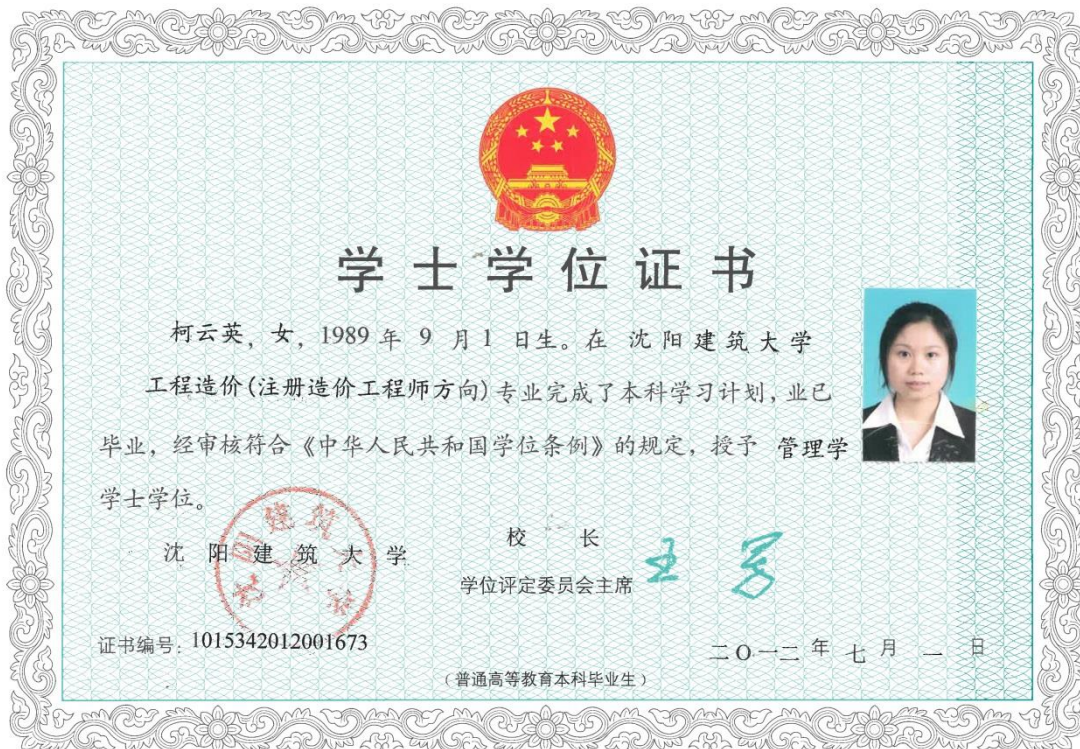 学士学位证书
柯云英, 女, 1989 年 9 月 1 日生。在 沈阳建筑大学
工程造价(注册造价工程师方向)专业完成了本科学习计划, 业已
毕业, 经审核符合《中华人民共和国学位条例》的规定, 授予 管理学
学士学位。
沈阳建筑大学
校 长
学位评定委员会主席
证书编号: 1015342012001673
二O一二 年 七 月 一 日
(普通高等教育本科毕业生)